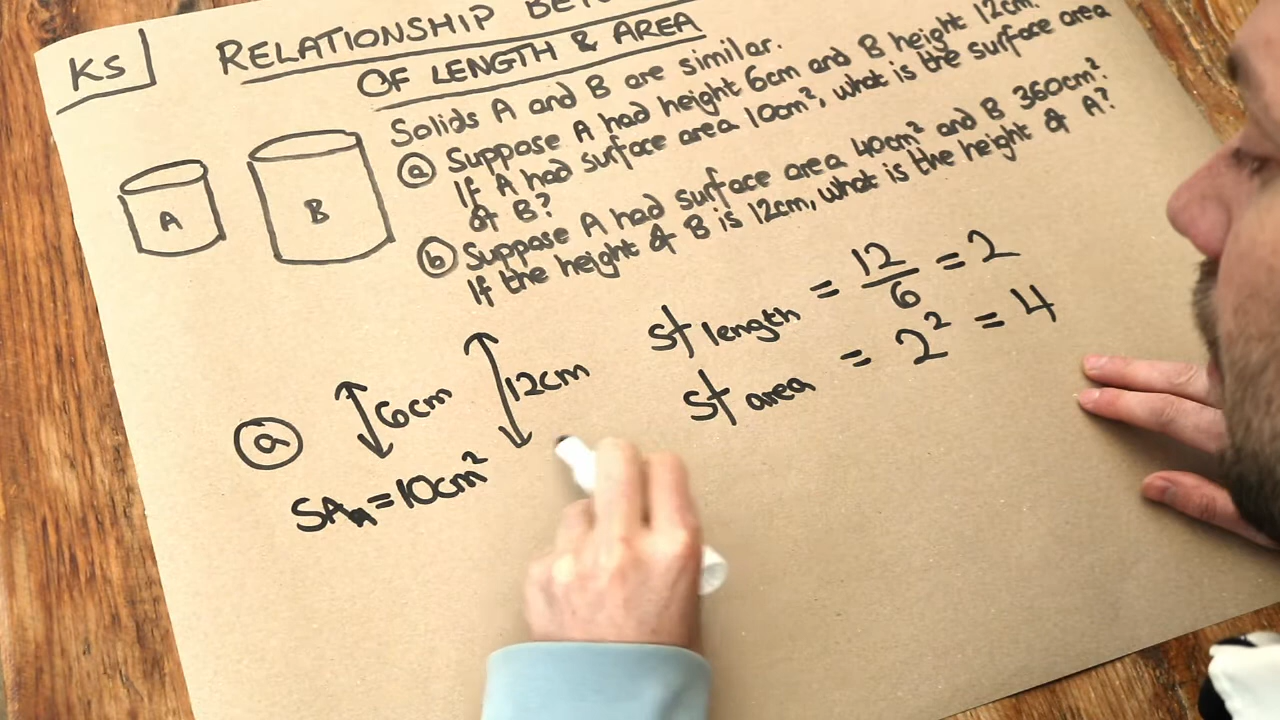 KS
RELATIONSHIP
OF LENGTH & AREA
Solids A and B are similar.
ⓐ Suppose A had height 6cm and B height 12cm.
If A had surface area 10cm², what is the surface area
of B?
ⓑ Suppose A had surface area 40cm² and B 360cm².
If the height of B is 12cm, what is the height of A?
A
B
sf length = 12/6 = 2
sf area = 2² = 4
ⓐ 6cm 12cm
SA_A = 10cm²